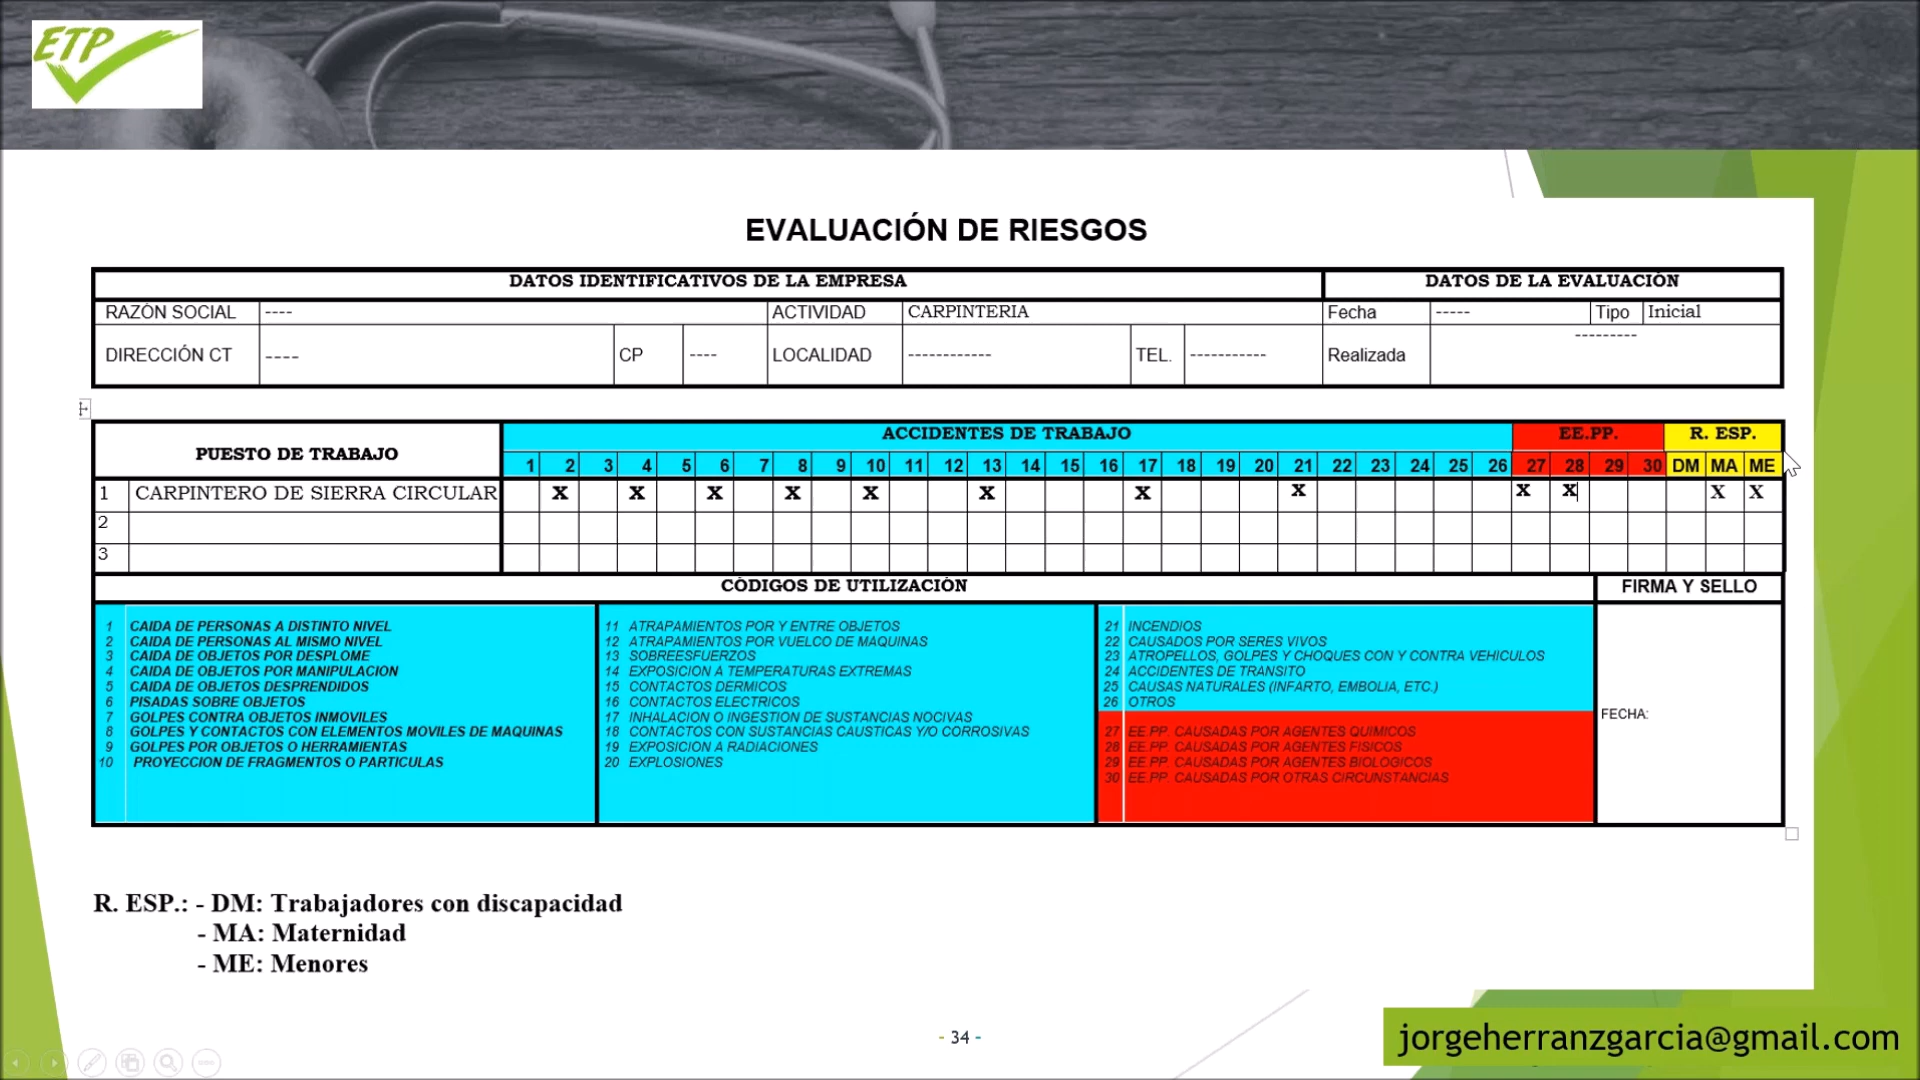 ETP
EVALUACIÓN DE RIESGOS
DATOS IDENTIFICATIVOS DE LA EMPRESA DATOS DE LA EVALUACIÓN
RAZÓN SOCIAL ---- ACTIVIDAD CARPINTERIA Fecha ----- Tipo Inicial
DIRECCIÓN CT ---- CP ---- LOCALIDAD ------------ TEL. ----------- Realizada ---------
PUESTO DE TRABAJO ACCIDENTES DE TRABAJO EE.PP. R. ESP.
1 2 3 4 5 6 7 8 9 10 11 12 13 14 15 16 17 18 19 20 21 22 23 24 25 26 27 28 29 30 DM MA ME
1 CARPINTERO DE SIERRA CIRCULAR X X X X X X X X X X X X
2
3
CÓDIGOS DE UTILIZACIÓN FIRMA Y SELLO
1 CAIDA DE PERSONAS A DISTINTO NIVEL
2 CAIDA DE PERSONAS AL MISMO NIVEL
3 CAIDA DE OBJETOS POR DESPLOME
4 CAIDA DE OBJETOS POR MANIPULACION
5 CAIDA DE OBJETOS DESPRENDIDOS
6 PISADAS SOBRE OBJETOS
7 GOLPES CONTRA OBJETOS INMOVILES
8 GOLPES Y CONTACTOS CON ELEMENTOS MOVILES DE MAQUINAS
9 GOLPES POR OBJETOS O HERRAMIENTAS
10 PROYECCION DE FRAGMENTOS O PARTICULAS
11 ATRAPAMIENTOS POR Y ENTRE OBJETOS
12 ATRAPAMIENTOS POR VUELCO DE MAQUINAS
13 SOBREESFUERZOS
14 EXPOSICION A TEMPERATURAS EXTREMAS
15 CONTACTOS DERMICOS
16 CONTACTOS ELECTRICOS
17 INHALACION O INGESTION DE SUSTANCIAS NOCIVAS
18 CONTACTOS CON SUSTANCIAS CAUSTICAS Y/O CORROSIVAS
19 EXPOSICION A RADIACIONES
20 EXPLOSIONES
21 INCENDIOS
22 CAUSADOS POR SERES VIVOS
23 ATROPELLOS, GOLPES Y CHOQUES CON Y CONTRA VEHICULOS
24 ACCIDENTES DE TRANSITO
25 CAUSAS NATURALES (INFARTO, EMBOLIA, ETC.)
26 OTROS
27 EE.PP. CAUSADAS POR AGENTES QUIMICOS
28 EE.PP. CAUSADAS POR AGENTES FISICOS
29 EE.PP. CAUSADAS POR AGENTES BIOLOGICOS
30 EE.PP. CAUSADAS POR OTRAS CIRCUNSTANCIAS
FECHA:
R. ESP.: - DM: Trabajadores con discapacidad
- MA: Maternidad
- ME: Menores
- 34 -
jorgeherranzgarcia@gmail.com